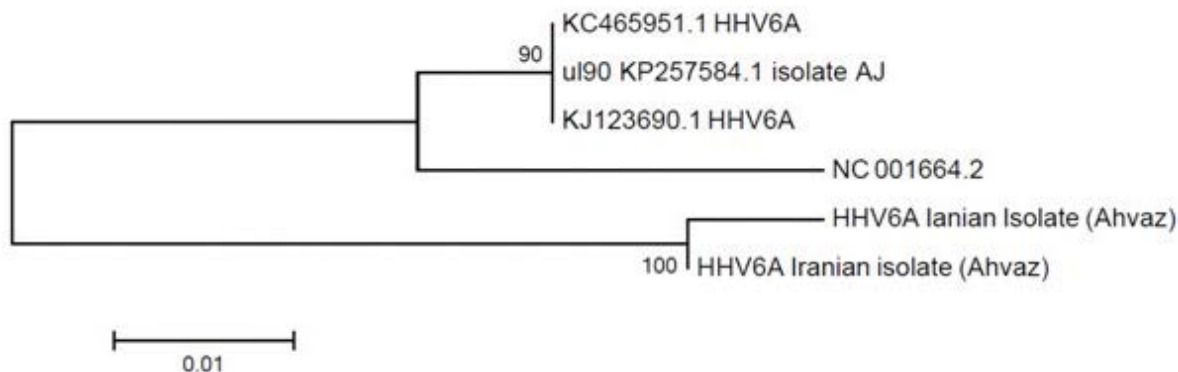 KC465951.1 HHV6A
90
ul90 KP257584.1 isolate AJ
KJ123690.1 HHV6A
NC 001664.2
HHV6A Ianian Isolate (Ahvaz)
100 HHV6A Iranian isolate (Ahvaz)
0.01